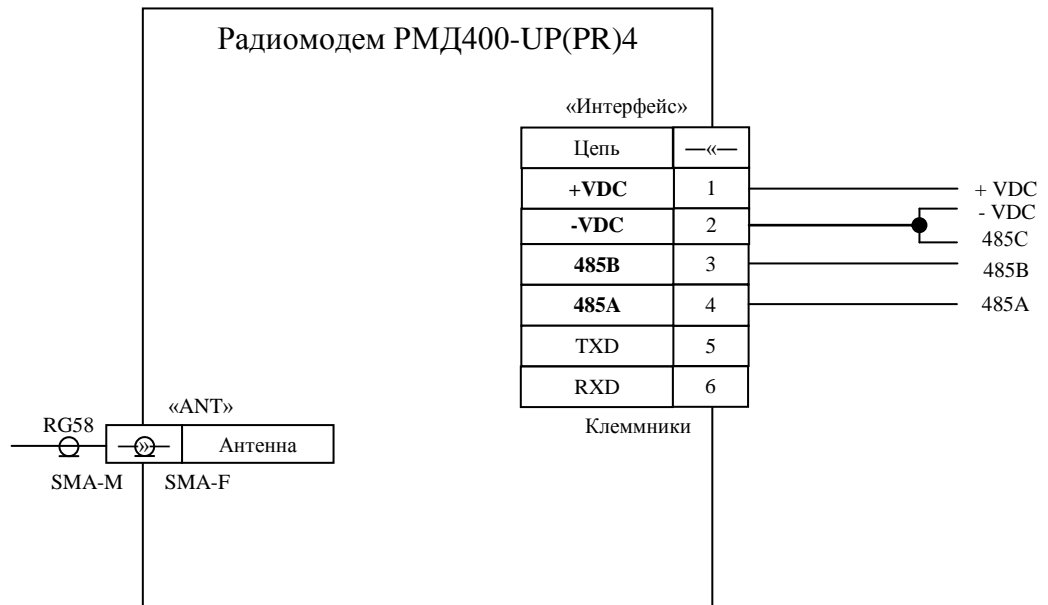 Радиомодем РМД400-UP(PR)4
«Интерфейс»
Цепь —«—
+VDC 1 + VDC
-VDC 2 - VDC
485C
485B 3 485B
485A 4 485A
TXD 5
RXD 6
Клеммники
«ANT»
RG58
—»— Антенна
SMA-M SMA-F